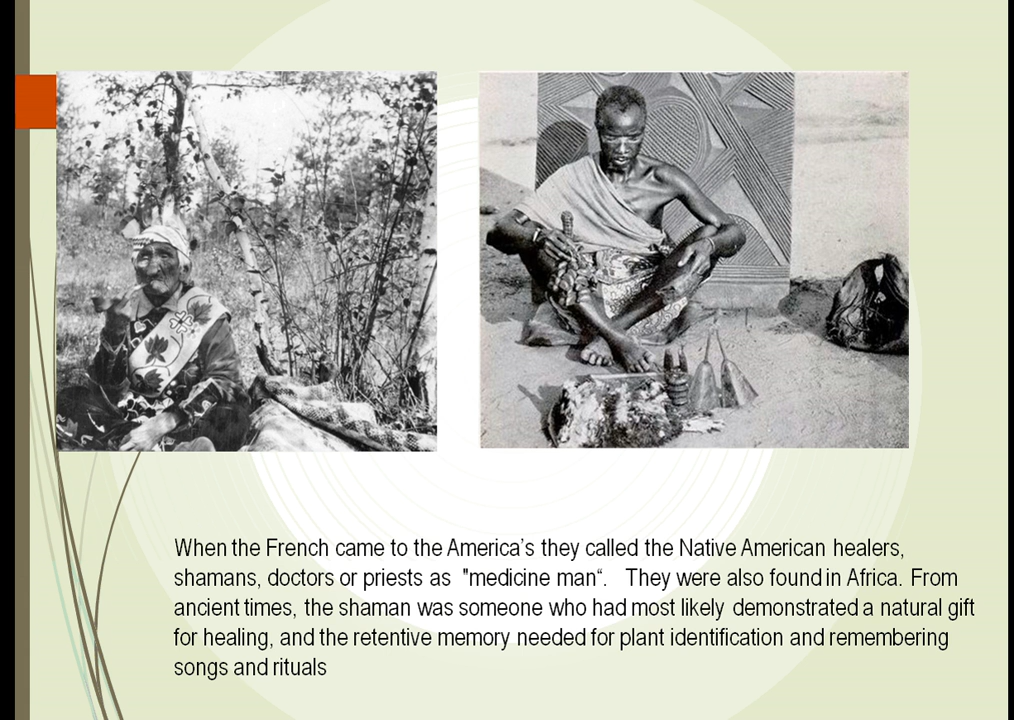 When the French came to the America’s they called the Native American healers,
shamans, doctors or priests as "medicine man“. They were also found in Africa. From
ancient times, the shaman was someone who had most likely demonstrated a natural gift
for healing, and the retentive memory needed for plant identification and remembering
songs and rituals